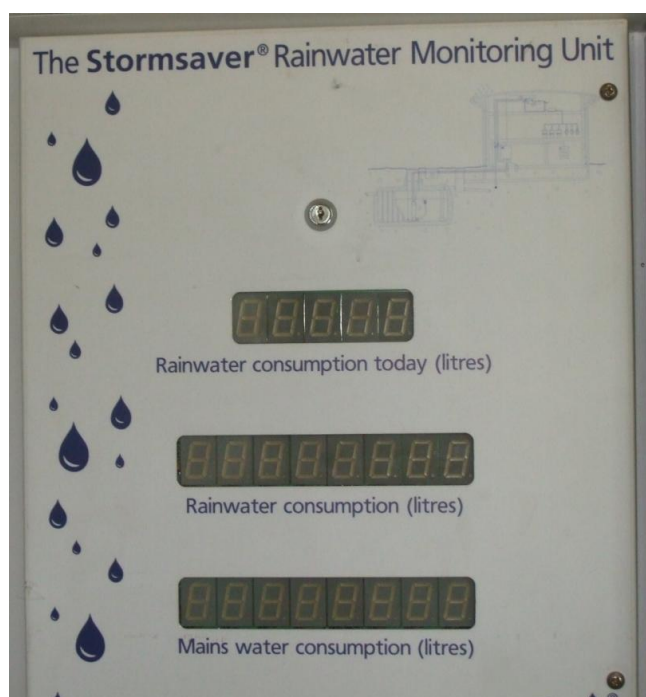 The Stormsaver® Rainwater Monitoring Unit
Rainwater consumption today (litres)
Rainwater consumption (litres)
Mains water consumption (litres)